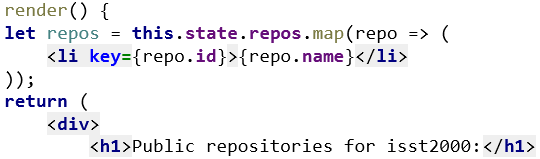 render() {
let repos = this.state.repos.map(repo => (
<li key={repo.id}>{repo.name}</li>
));
return (
<div>
<h1>Public repositories for isst2000:</h1>